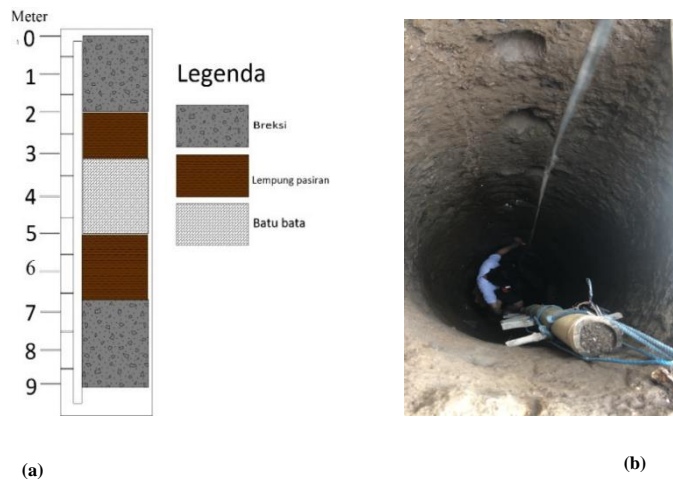 Meter
0
1
2
3
4
5
6
7
8
9
Legenda
Breksi
Lempung pasiran
Batu bata
(a)
(b)